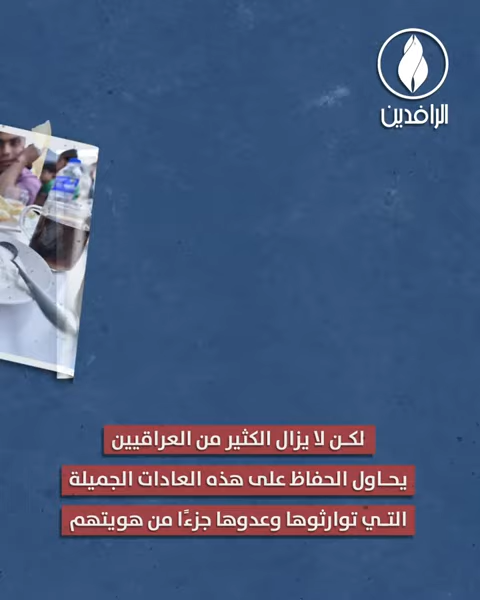 الرافدين
لكن لا يزال الكثير من العراقيين
يحاول الحفاظ على هذه العادات الجميلة
التي توارثوها وعدوها جزءًا من هويتهم